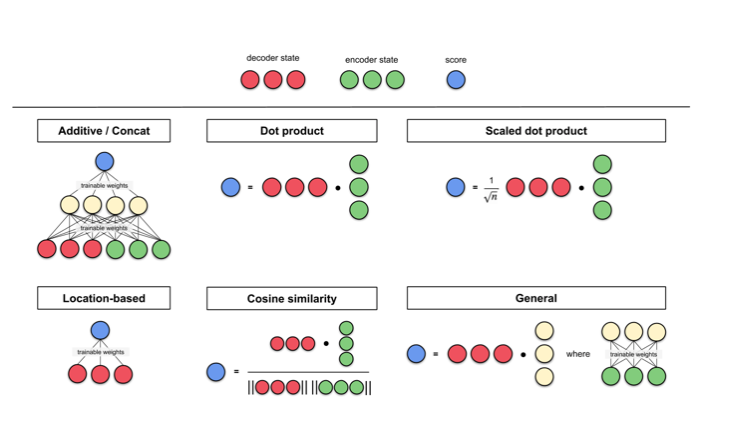 decoder state
encoder state
score
Additive / Concat
Dot product
Scaled dot product
trainable weights
trainable weights
=
•
= 1/√n
•
Location-based
Cosine similarity
General
trainable weights
•
=
|| || || ||
=
•
where
trainable weights